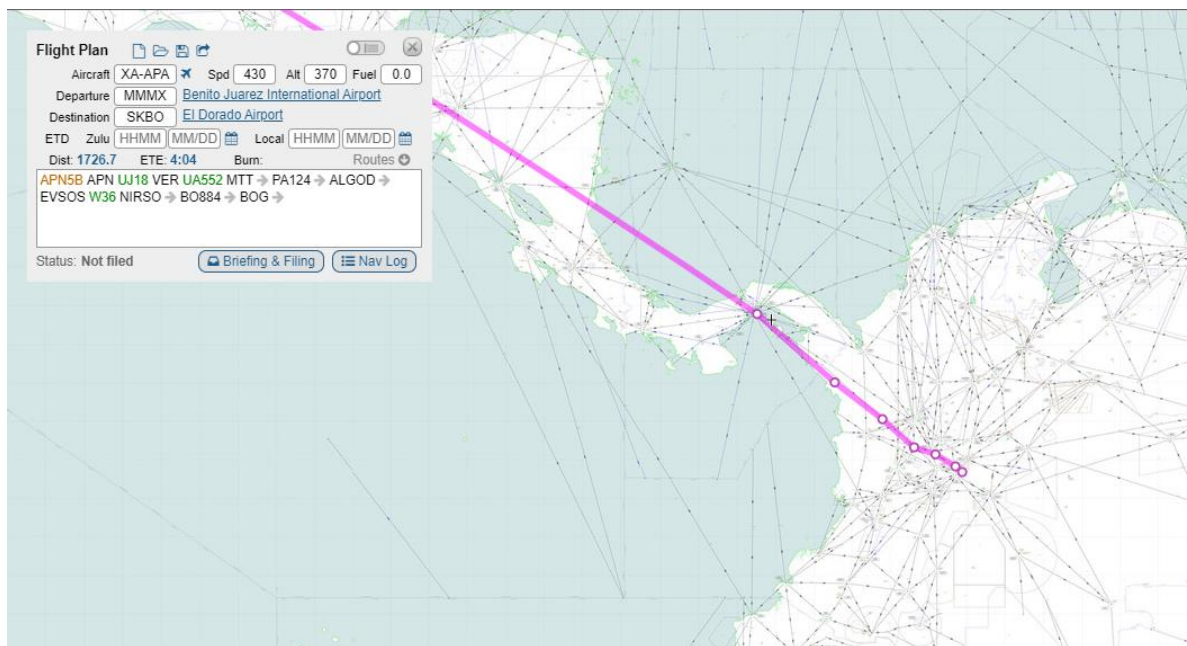 Flight Plan
Aircraft XA-APA Spd 430 Alt 370 Fuel 0.0
Departure MMMX Benito Juarez International Airport
Destination SKBO El Dorado Airport
ETD Zulu HHMM MM/DD Local HHMM MM/DD
Dist: 1726.7 ETE: 4:04 Burn: Routes
APN5B APN UJ18 VER UA552 MTT → PA124 → ALGOD →
EVSOS W36 NIRSO → BO884 → BOG →
Status: Not filed Briefing & Filing Nav Log